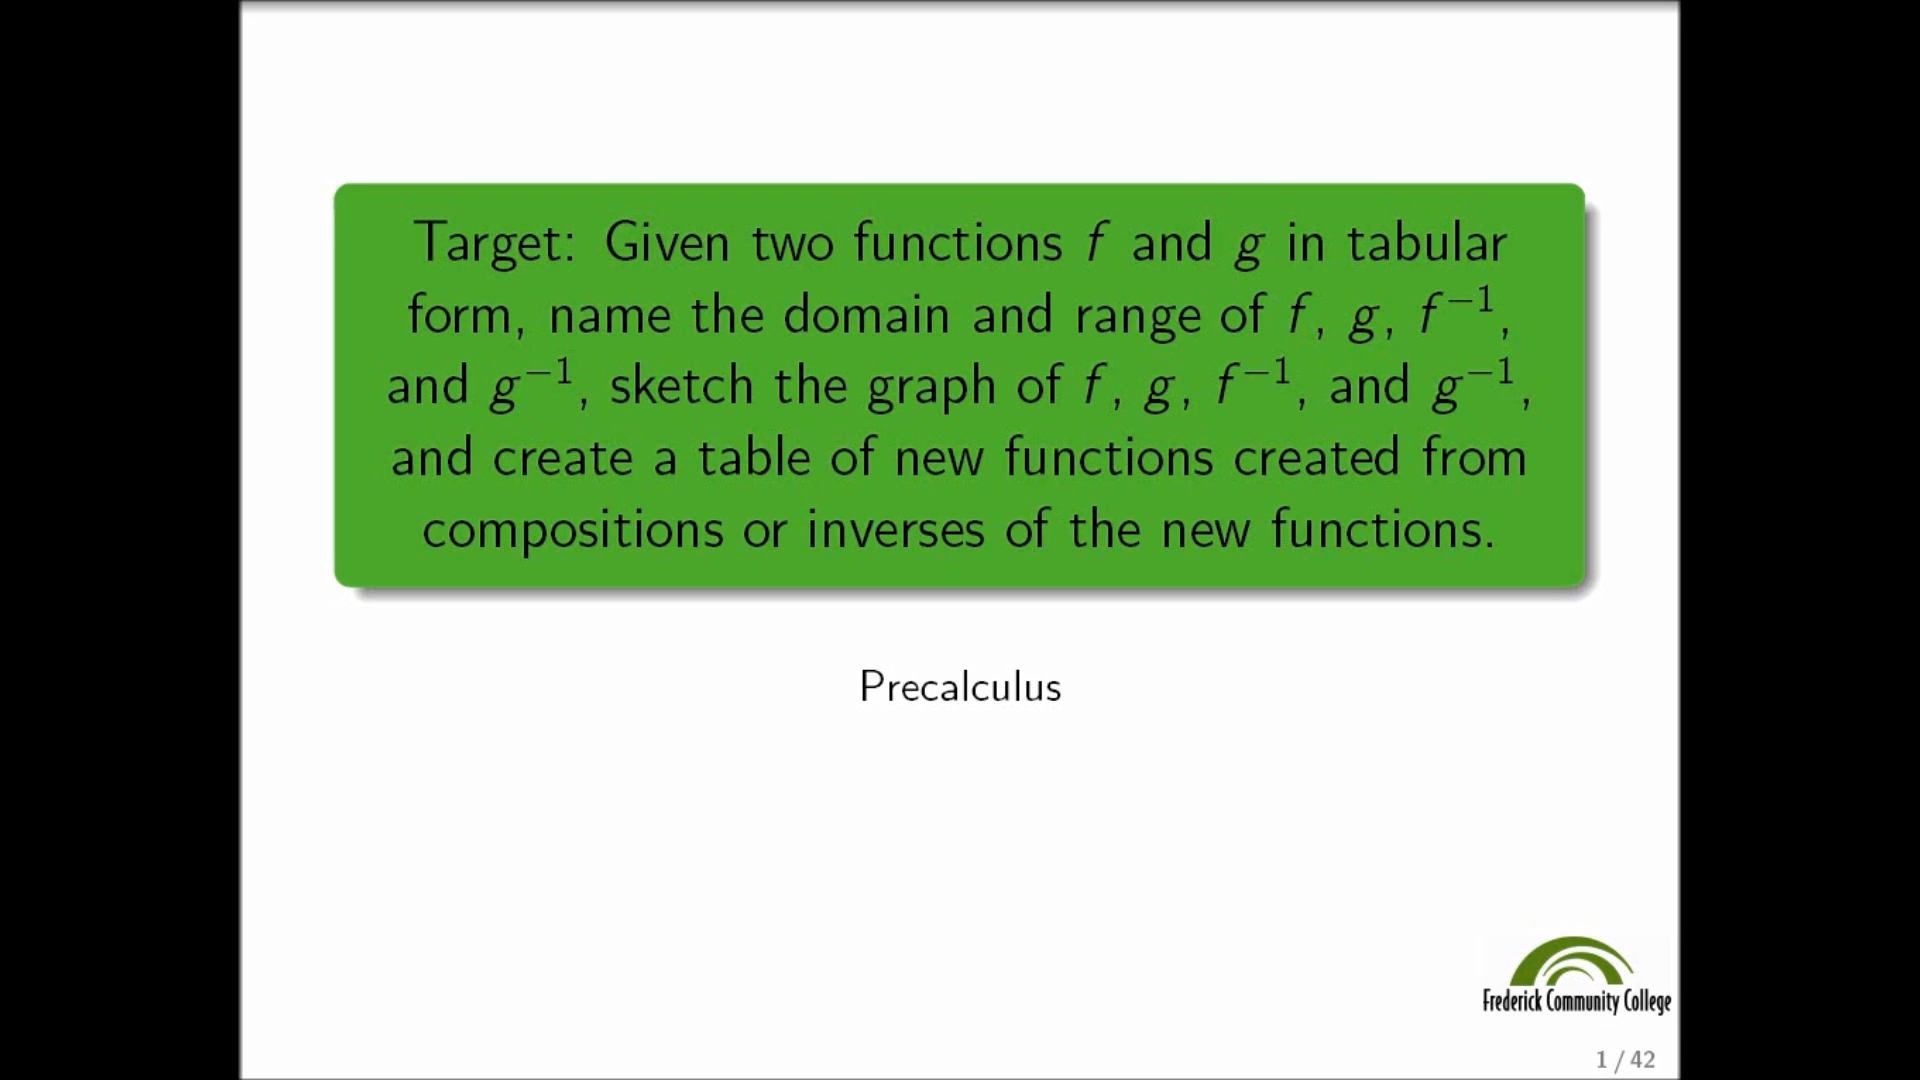 Target: Given two functions f and g in tabular
form, name the domain and range of f, g, f⁻¹,
and g⁻¹, sketch the graph of f, g, f⁻¹, and g⁻¹,
and create a table of new functions created from
compositions or inverses of the new functions.
Precalculus
Frederick Community College
1 / 42